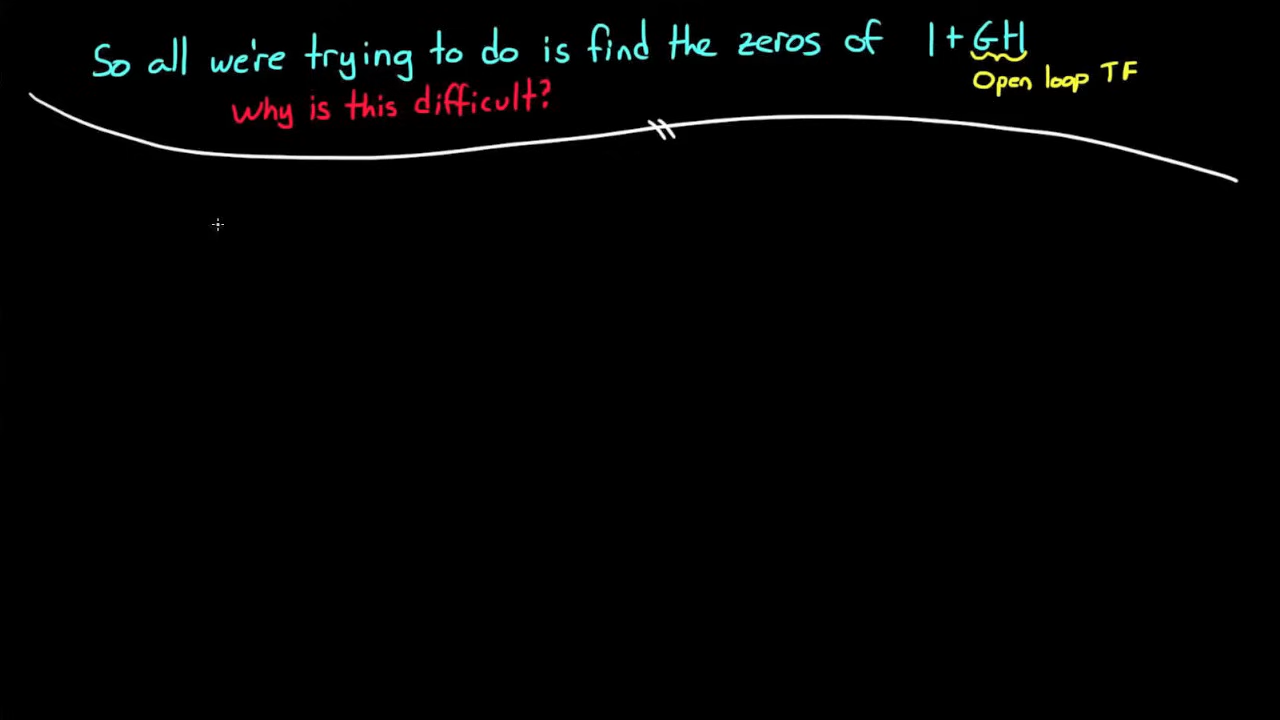 So all we're trying to do is find the zeros of 1 + GH
Open loop TF
Why is this difficult?